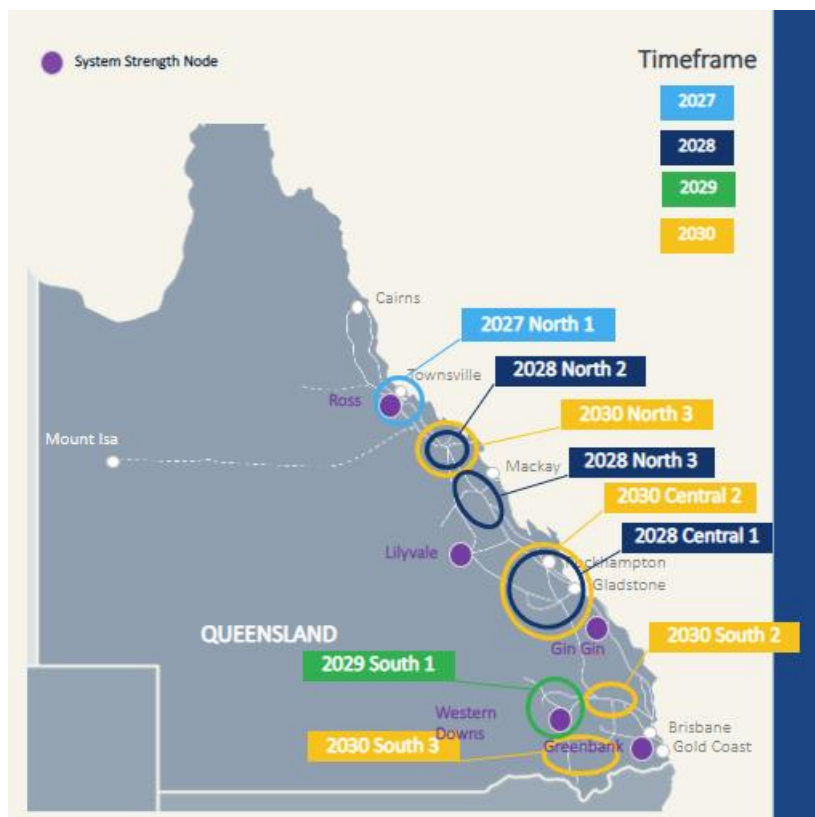 System Strength Node
Timeframe
2027
2028
2029
2030
Cairns
2027 North 1
Townsville
2028 North 2
Ross
2030 North 3
Mount Isa
Mackay
2028 North 3
2030 Central 2
2028 Central 1
Lilyvale
Rockhampton
Gladstone
QUEENSLAND
Gin Gin
2030 South 2
2029 South 1
Western
Downs
Brisbane
2030 South 3
Greenbank
Gold Coast